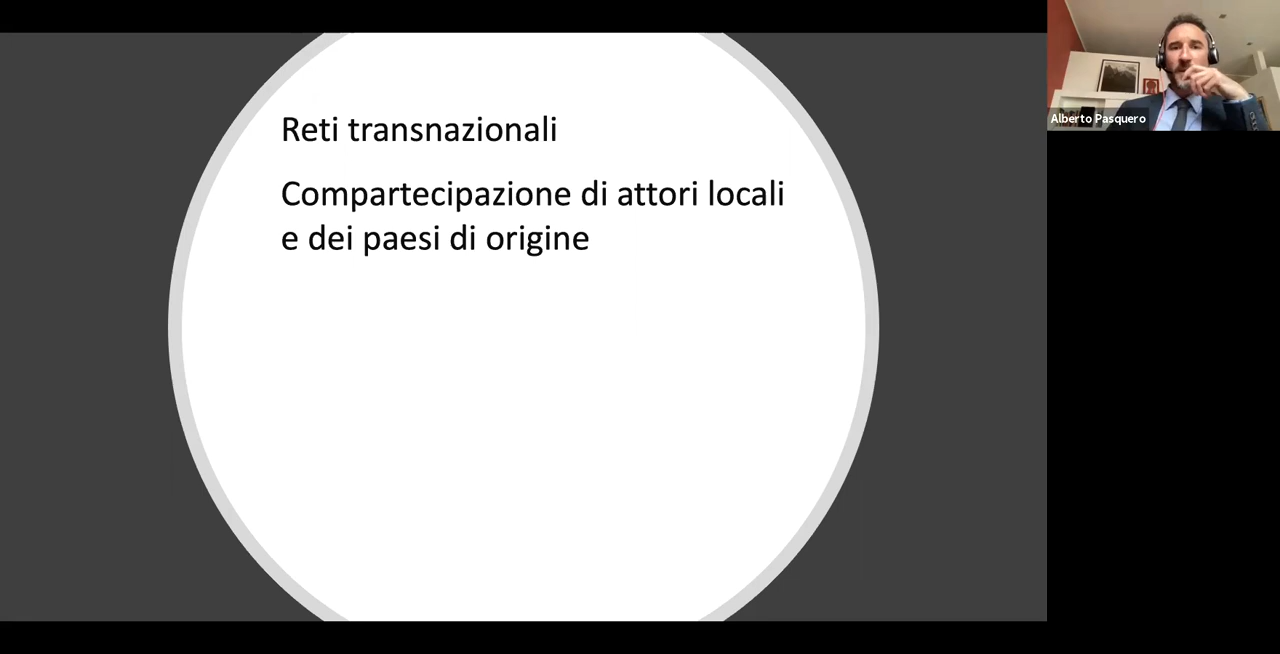 Reti transnazionali
Compartecipazione di attori locali
e dei paesi di origine
Alberto Pasquero